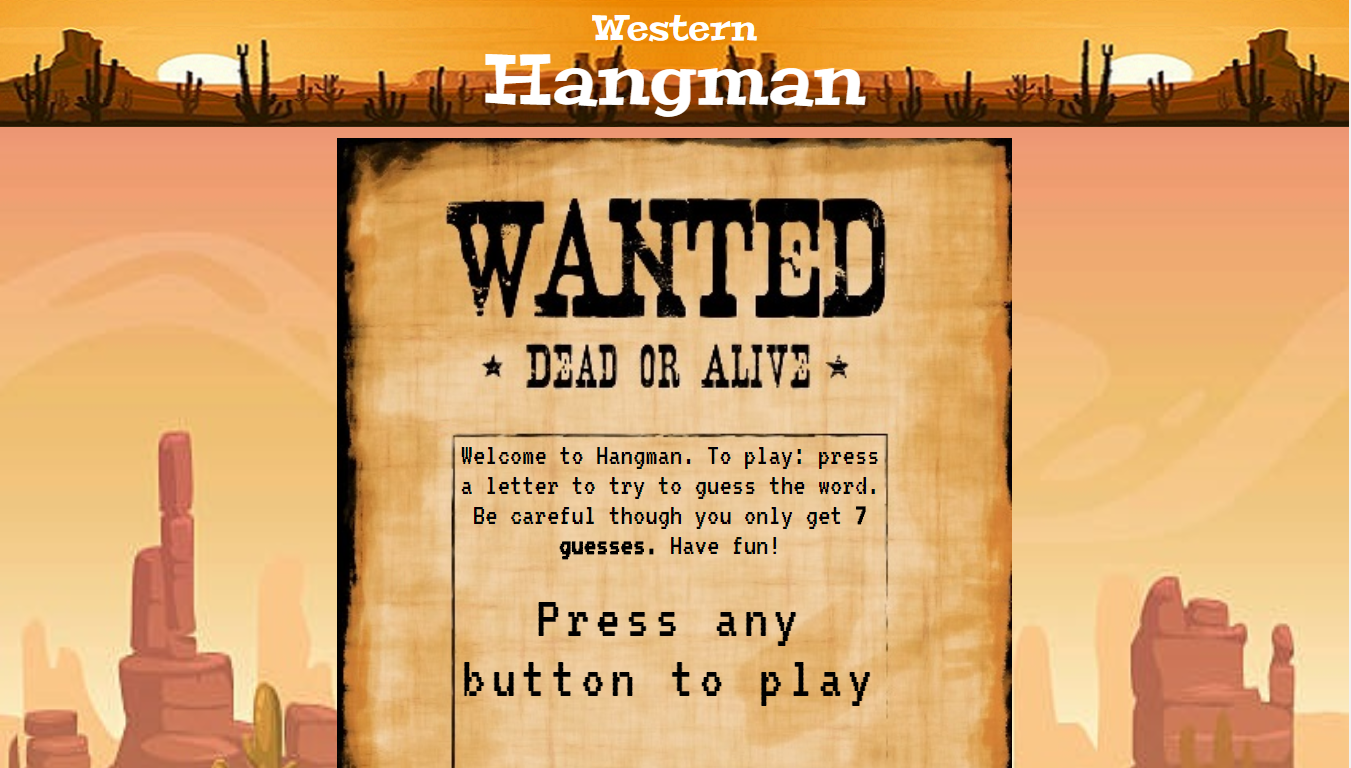 Western
Hangman
WANTED
★ DEAD OR ALIVE ★
Welcome to Hangman. To play: press
a letter to try to guess the word.
Be careful though you only get 7
guesses. Have fun!
Press any
button to play